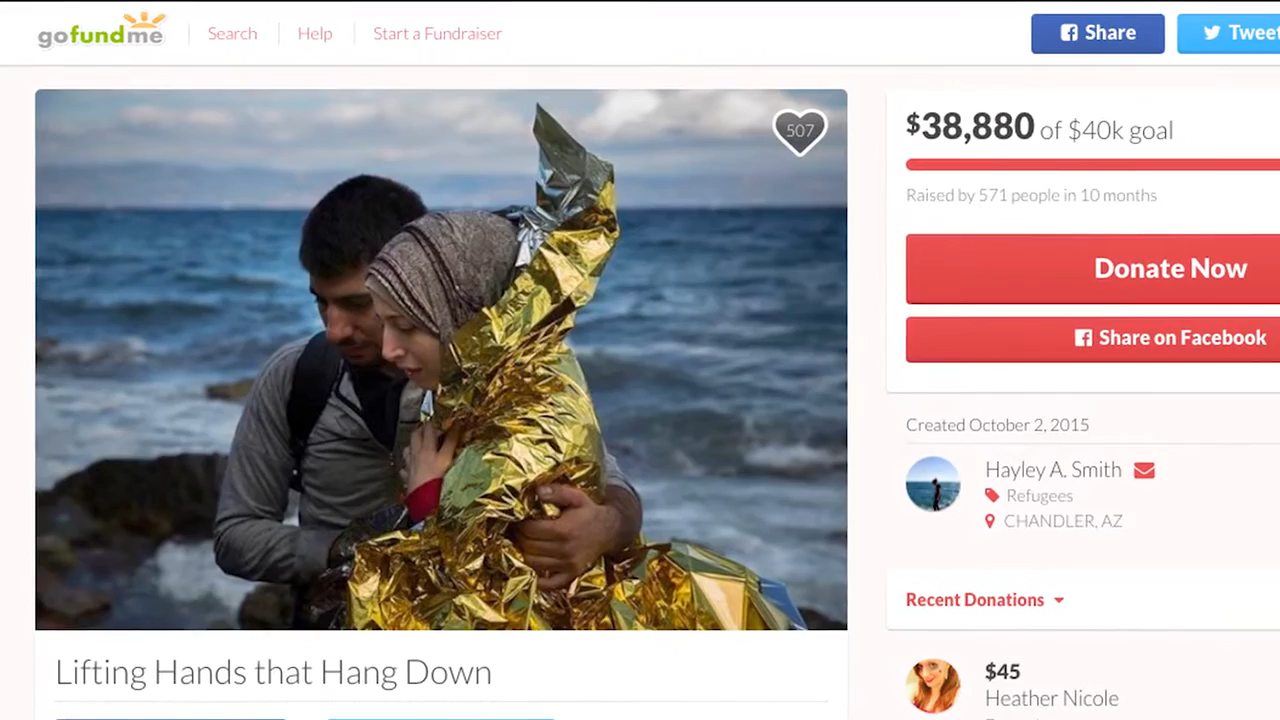 gofundme
Search
Help
Start a Fundraiser
Share
Tweet
507
$38,880 of $40k goal
Raised by 571 people in 10 months
Donate Now
Share on Facebook
Created October 2, 2015
Hayley A. Smith
Refugees
CHANDLER, AZ
Recent Donations
$45
Heather Nicole
Lifting Hands that Hang Down